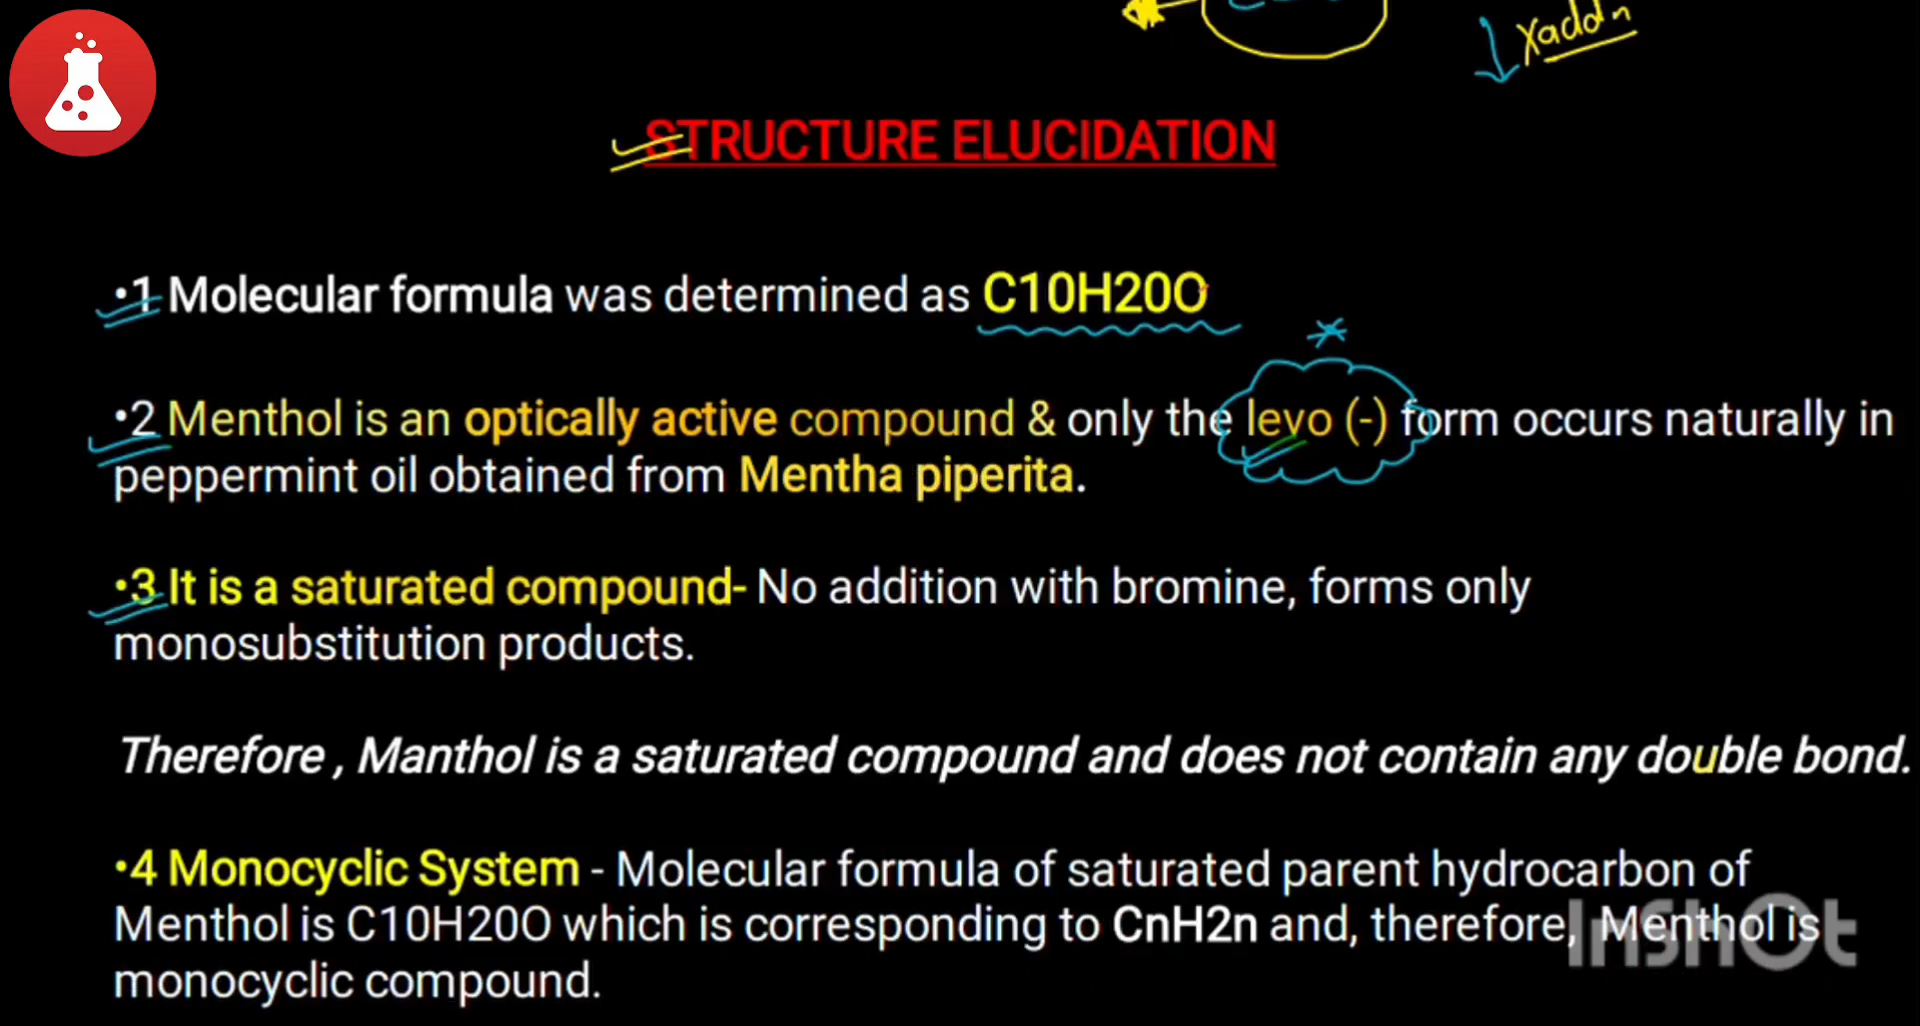 Xaddn
STRUCTURE ELUCIDATION
•1 Molecular formula was determined as C10H20O
•2 Menthol is an optically active compound & only the levo (-) form occurs naturally in
peppermint oil obtained from Mentha piperita.
•3 It is a saturated compound- No addition with bromine, forms only
monosubstitution products.
Therefore , Manthol is a saturated compound and does not contain any double bond.
•4 Monocyclic System - Molecular formula of saturated parent hydrocarbon of
Menthol is C10H20O which is corresponding to CnH2n and, therefore, Menthol is
monocyclic compound.
InShOt